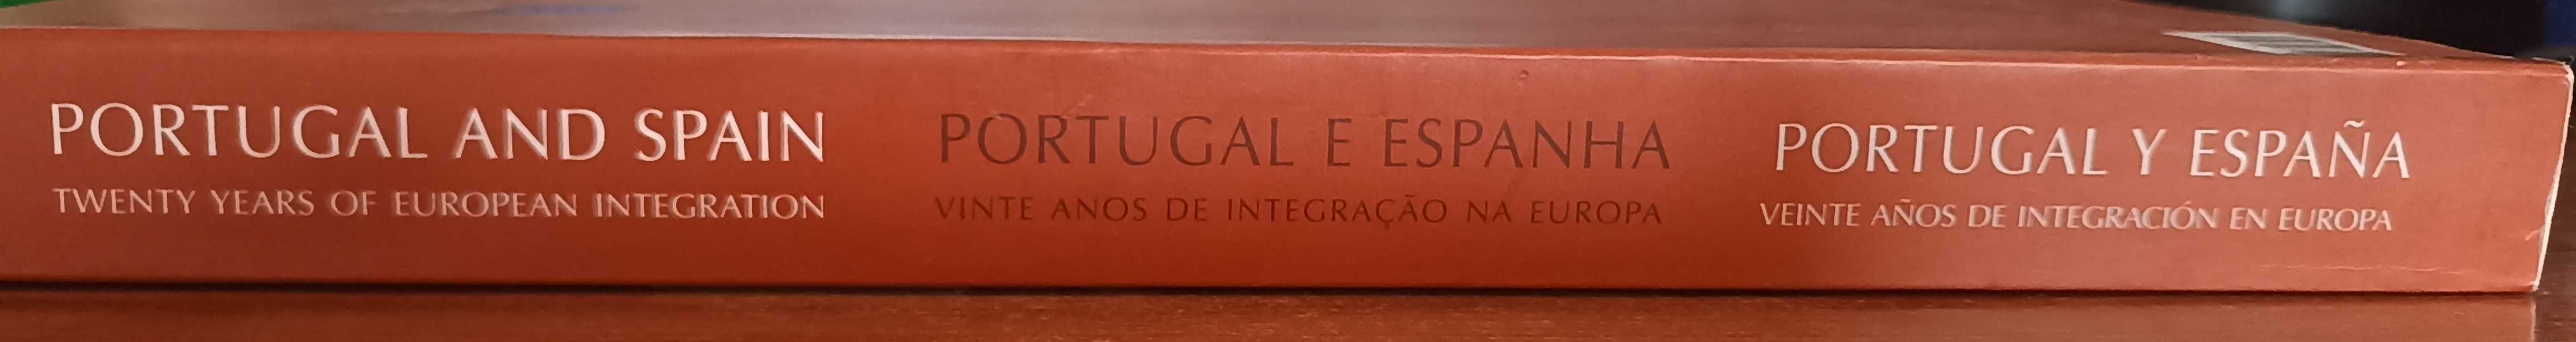 PORTUGAL AND SPAIN
TWENTY YEARS OF EUROPEAN INTEGRATION
PORTUGAL E ESPANHA
VINTE ANOS DE INTEGRAÇÃO NA EUROPA
PORTUGAL Y ESPAÑA
VEINTE AÑOS DE INTEGRACIÓN EN EUROPA